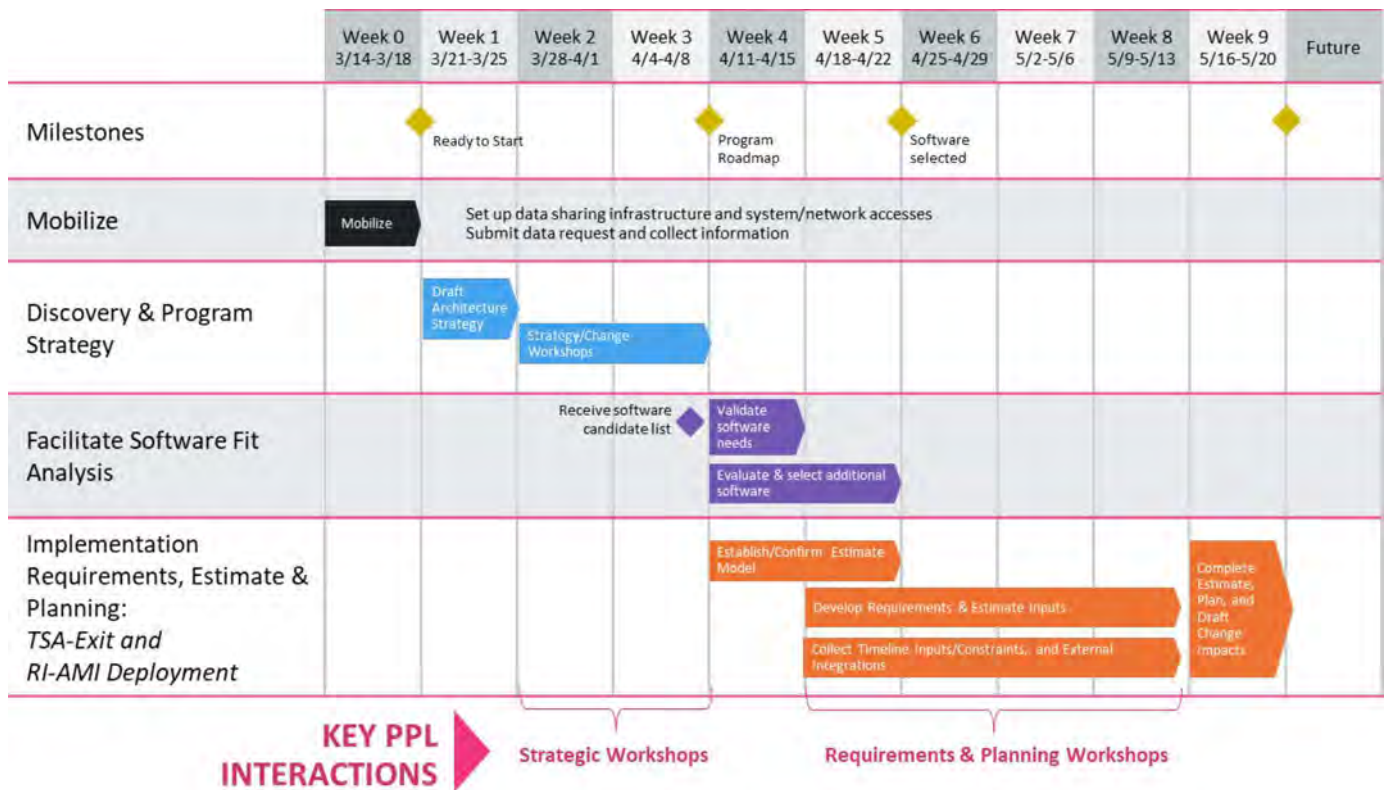 Week 0
3/14-3/18
Week 1
3/21-3/25
Week 2
3/28-4/1
Week 3
4/4-4/8
Week 4
4/11-4/15
Week 5
4/18-4/22
Week 6
4/25-4/29
Week 7
5/2-5/6
Week 8
5/9-5/13
Week 9
5/16-5/20
Future
Milestones
Ready to Start
Program
Roadmap
Software
selected
Mobilize
Mobilize
Set up data sharing infrastructure and system/network accesses
Submit data request and collect information
Discovery & Program
Strategy
Draft
Architecture
Strategy
Strategy/Change
Workshops
Facilitate Software Fit
Analysis
Receive software
candidate list
Validate
software
needs
Evaluate & select additional
software
Implementation
Requirements, Estimate &
Planning:
TSA-Exit and
RI-AMI Deployment
Establish/Confirm Estimate
Model
Develop Requirements & Estimate Inputs
Collect Timeline Inputs/Constraints, and External
Integrations
Complete
Estimate,
Plan, and
Draft
Change
Impacts
KEY PPL
INTERACTIONS
Strategic Workshops
Requirements & Planning Workshops